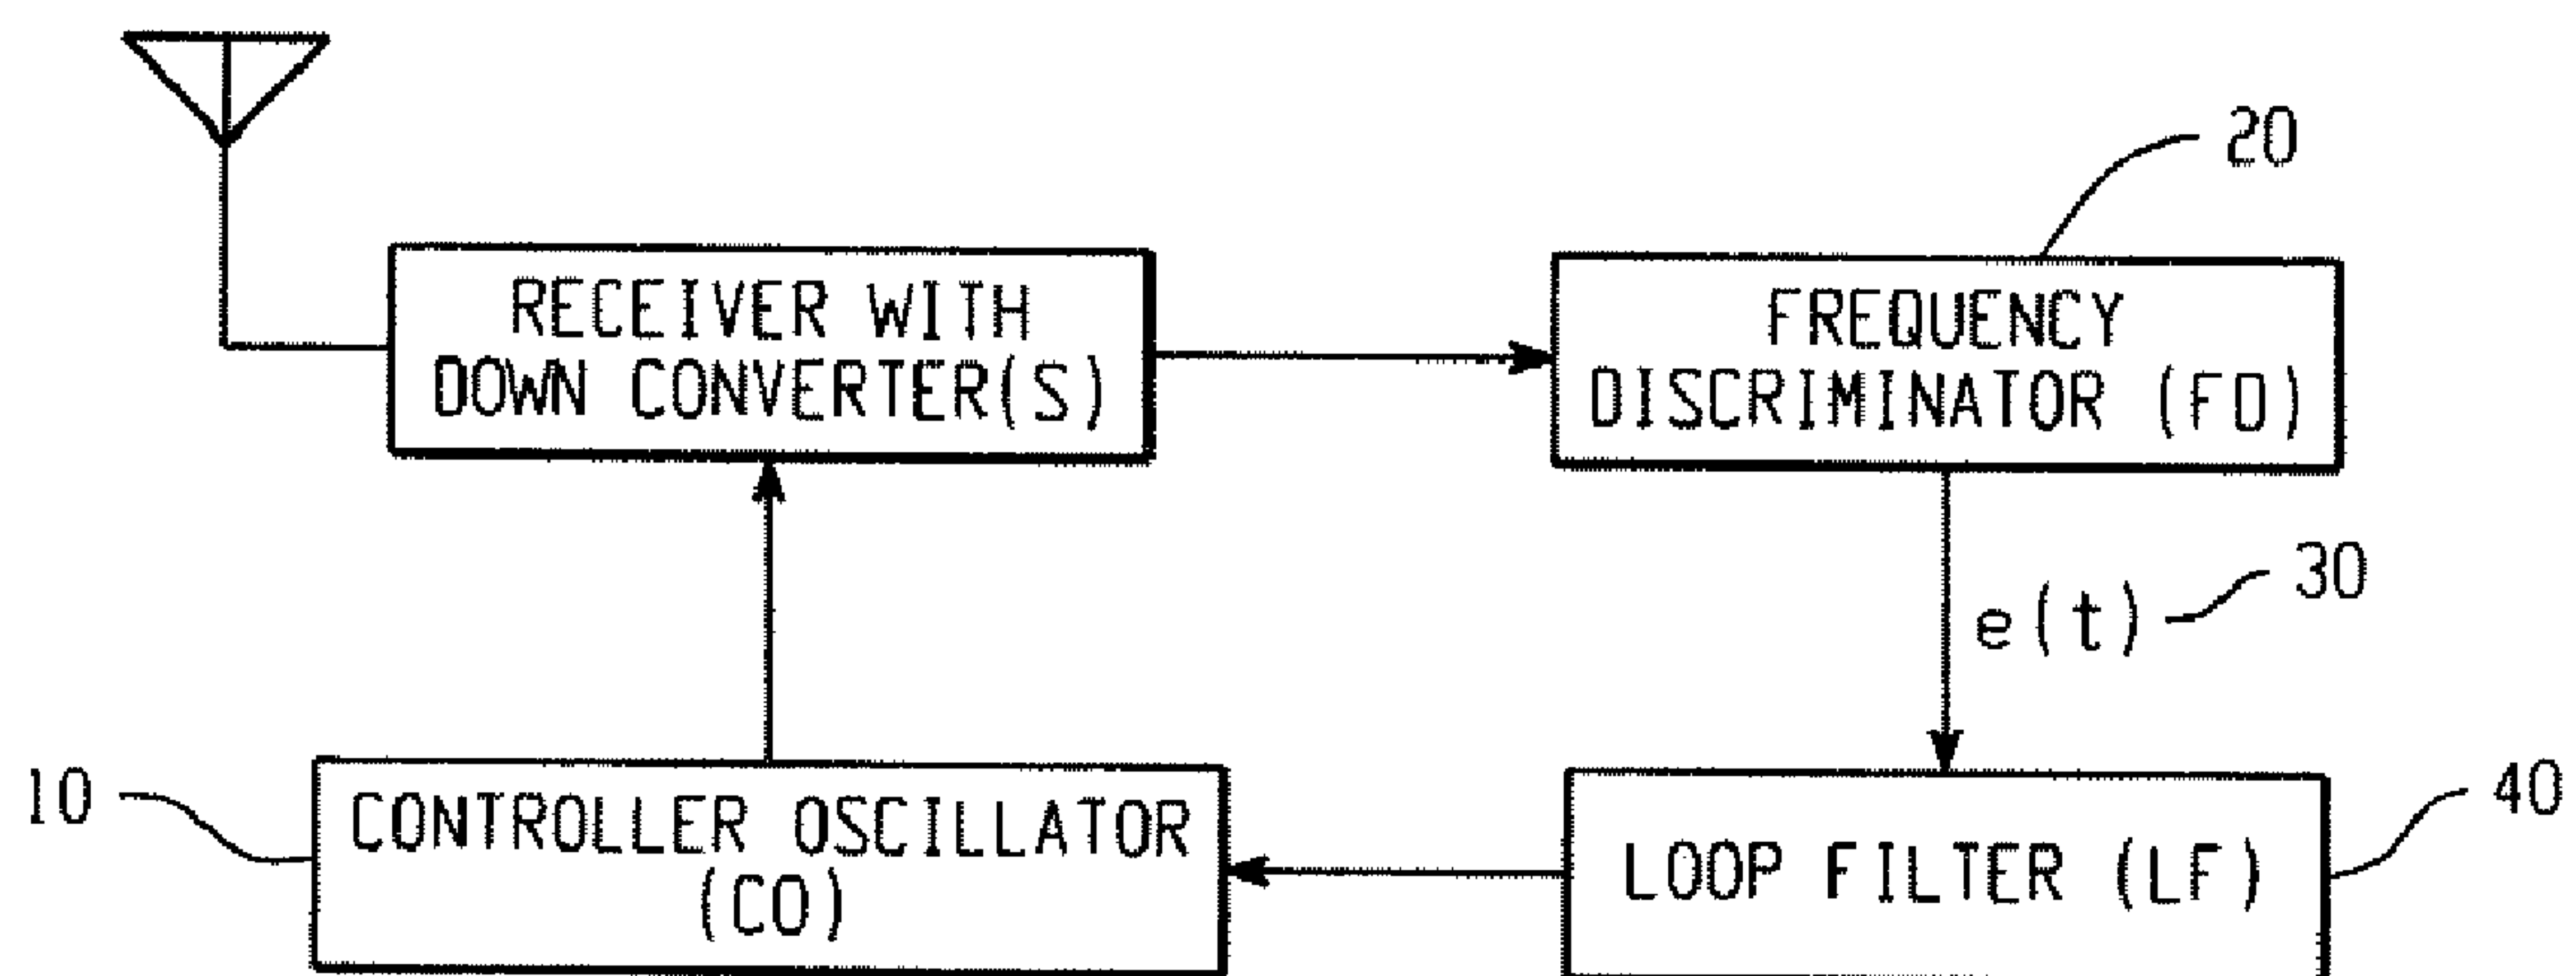 20
RECEIVER WITH
DOWN CONVERTER(S)
FREQUENCY
DISCRIMINATOR (FD)
e(t)
30
10
CONTROLLER OSCILLATOR
(CO)
LOOP FILTER (LF)
40